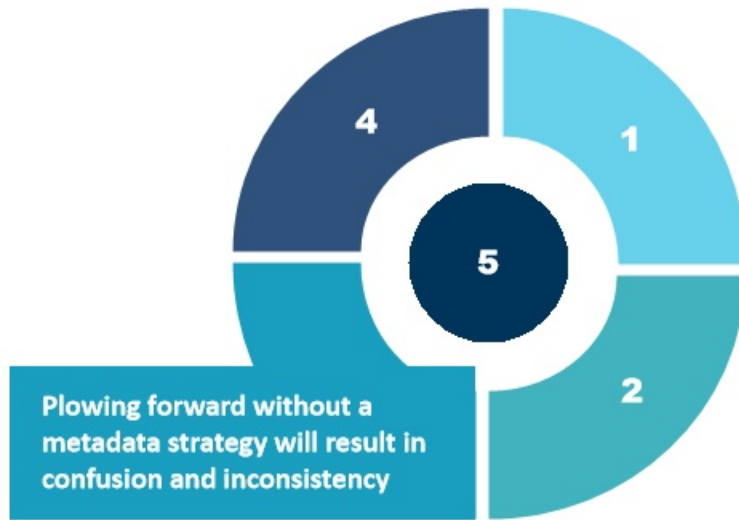 4
1
5
2
Plowing forward without a
metadata strategy will result in
confusion and inconsistency